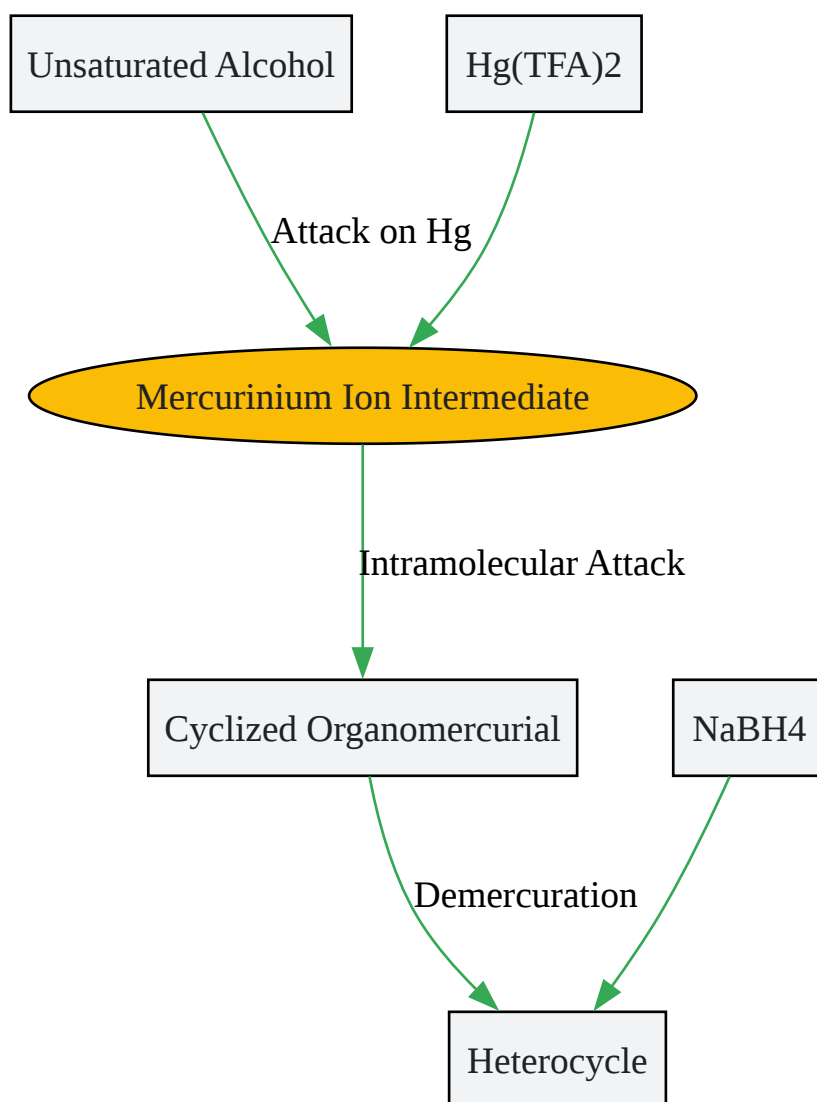 Unsaturated Alcohol
Hg(TFA)2
Attack on Hg
Mercurinium Ion Intermediate
Intramolecular Attack
Cyclized Organomercurial
NaBH4
Demercuration
Heterocycle